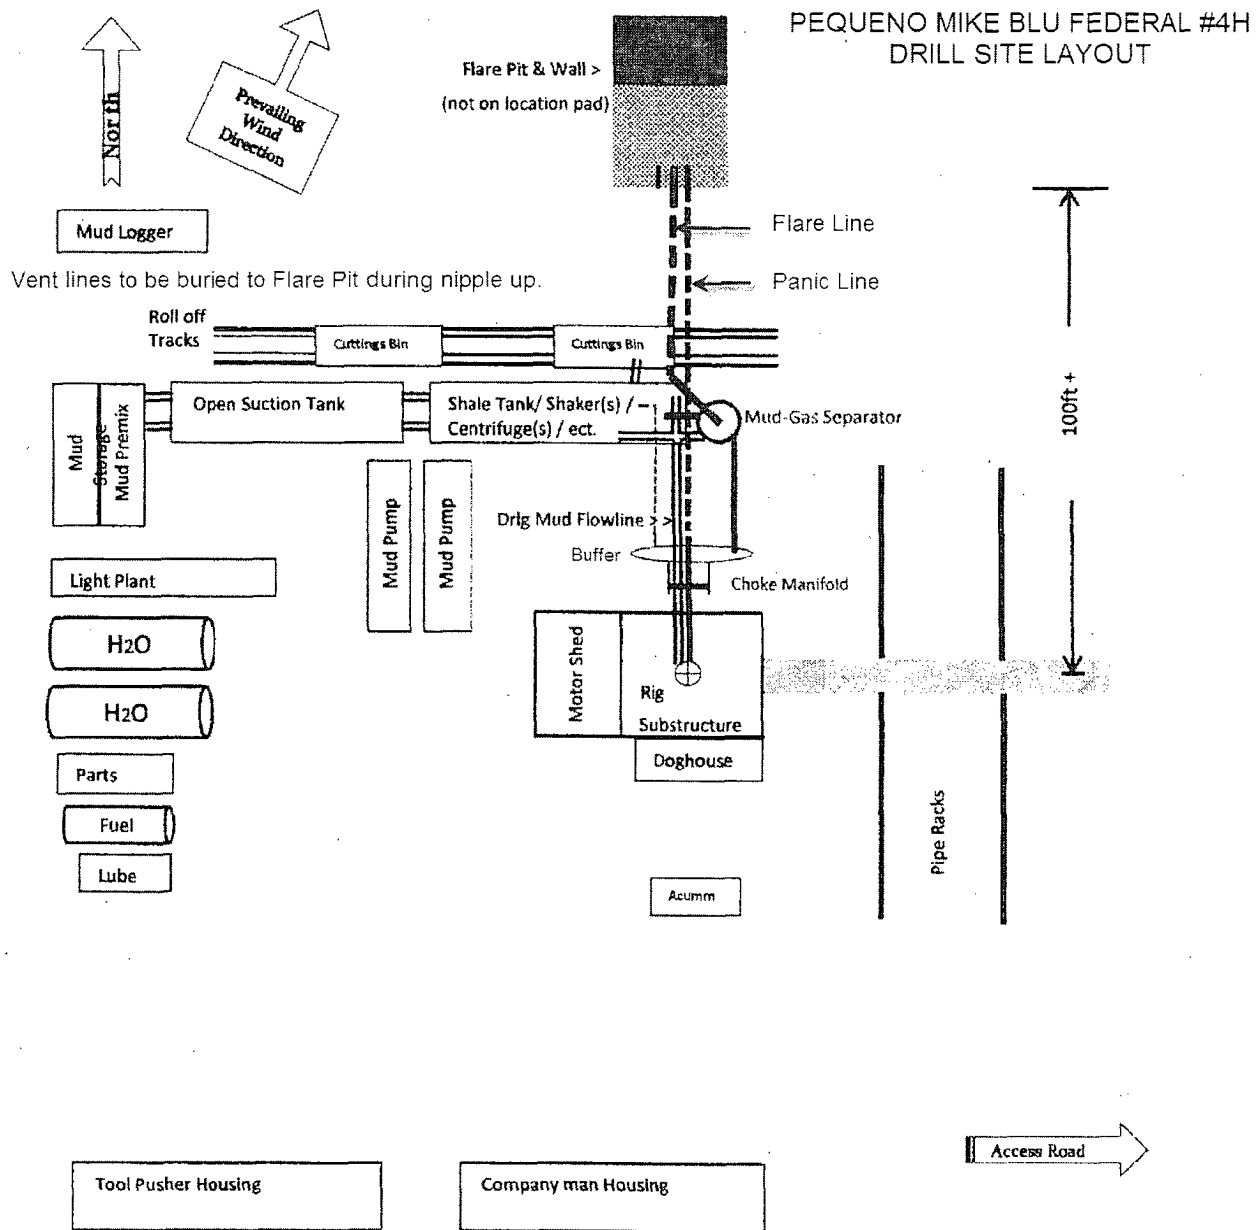 PEQUENO MIKE BLU FEDERAL #4H
DRILL SITE LAYOUT
North
Prevailing
Wind
Direction
Flare Pit & Wall >
(not on location pad)
Mud Logger
Flare Line
Vent lines to be buried to Flare Pit during nipple up.
Panic Line
Roll off
Tracks
Cuttings Bin
Cuttings Bin
100ft +
Mud
Storage
Mud Premix
Open Suction Tank
Shale Tank/ Shaker(s) /
Centrifuge(s) / ect.
Mud-Gas Separator
Mud Pump
Mud Pump
Drlg Mud Flowline > >
Buffer
Choke Manifold
Light Plant
H2O
H2O
Motor Shed
Rig
Substructure
Doghouse
Parts
Fuel
Lube
Pipe Racks
Acumm
Access Road
Tool Pusher Housing
Company man Housing